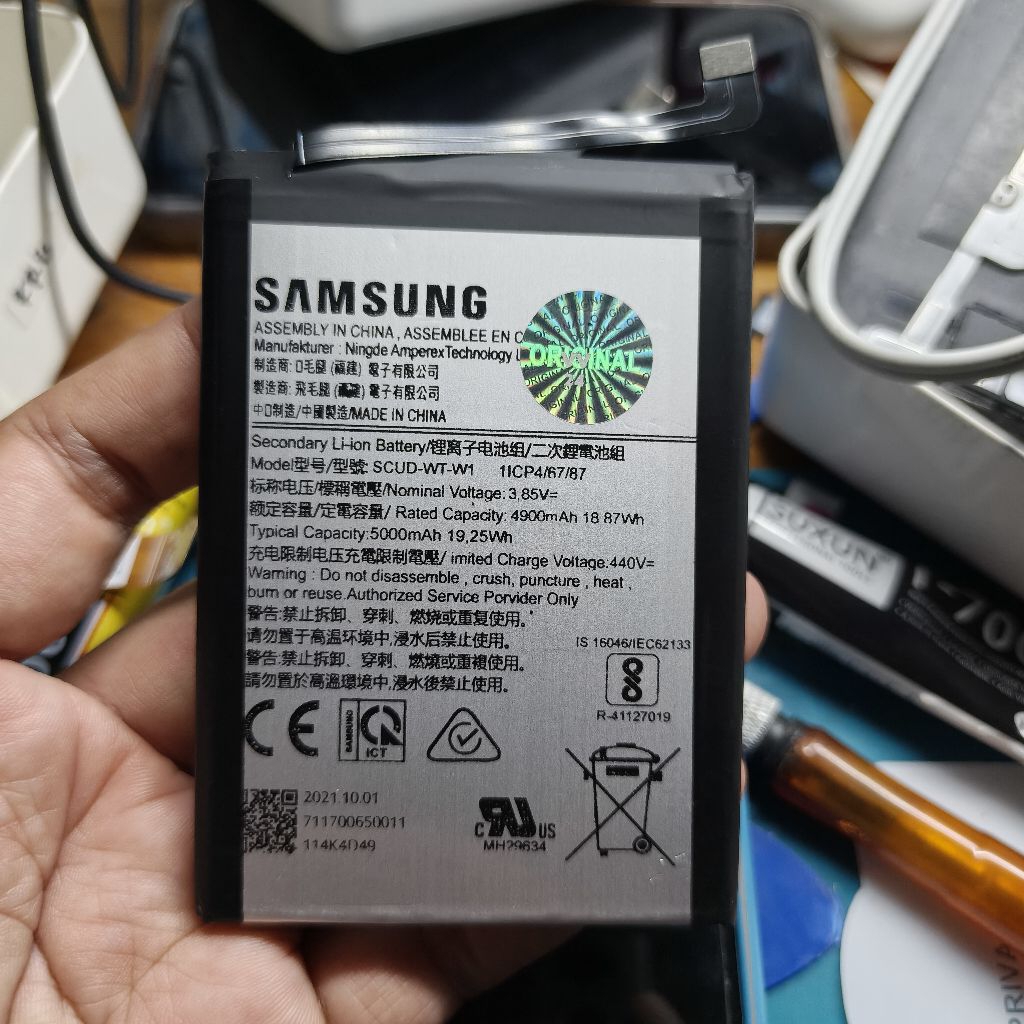 SAMSUNG
ASSEMBLY IN CHINA, ASSEMBLEE EN C
Manufakturer : Ningde AmperexTechnology L
制造商: 毛腿 電子有限公司
製造商: 飛毛腿 電子有限公司
制造/中國製造/MADE IN CHINA
ORIGINAL
Secondary Li-ion Battery/锂离子电池组/二次鋰電池組
Model型号/型號: SCUD-WT-W1 1ICP4/67/87
标称电压/標稱電壓/Nominal Voltage: 3.85V=
额定容量/定電容量/ Rated Capacity: 4900mAh 18 87Wh
Typical Capacity:5000mAh 19,25Wh
充电限制电压充電限制電壓/ imited Charge Voltage:440V=
Warning : Do not disassemble , crush, puncture , heat ,
burn or reuse.Authorized Service Porvider Only
警告:禁止拆卸、穿刺、燃烧或重复使用。
请勿置于高温环境中,浸水后禁止使用。
警告:禁止拆卸、穿刺、燃燒或重複使用。
請勿置於高溫環境中,浸水後禁止使用。
IS 16046/IEC62133
R-41127019
CE
SAMSUNG
ICT
2021.10.01
711700650011
114K4D49
c RU US
MH29634
SUXUN
PRIVA